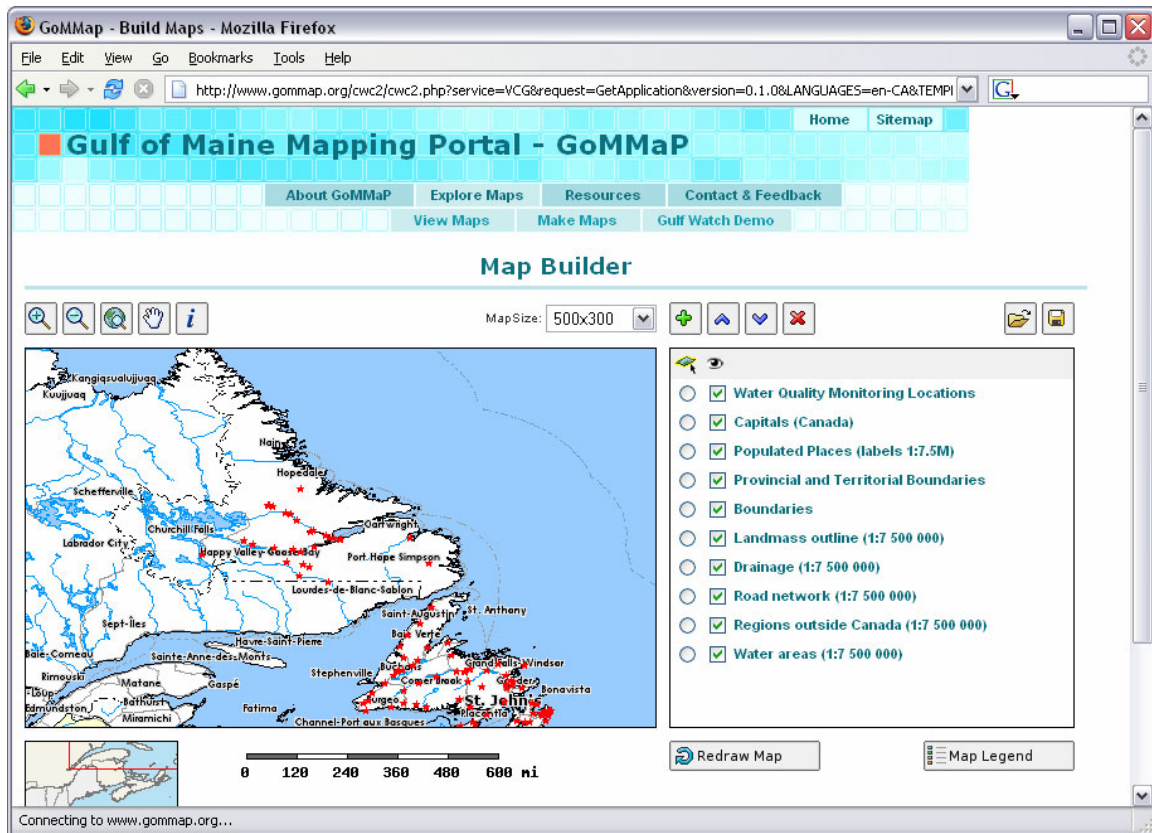 GoMMap - Build Maps - Mozilla Firefox
File Edit View Go Bookmarks Tools Help
http://www.gommap.org/cwc2/cwc2.php?service=VCG&request=GetApplication&version=0.1.0&LANGUAGES=en-CA&TEMPI
G
Home Sitemap
Gulf of Maine Mapping Portal - GoMMaP
About GoMMaP Explore Maps Resources Contact & Feedback
View Maps Make Maps Gulf Watch Demo
Map Builder
i MapSize: 500x300
Water Quality Monitoring Locations
Capitals (Canada)
Populated Places (labels 1:7.5M)
Provincial and Territorial Boundaries
Boundaries
Landmass outline (1:7 500 000)
Drainage (1:7 500 000)
Road network (1:7 500 000)
Regions outside Canada (1:7 500 000)
Water areas (1:7 500 000)
Kangiqsualujjuaq
Kuujjuaq
Nain
Hopedale
Schefferville
Cartwright
Churchill Falls
Labrador City
Happy Valley-Goose Bay
Port Hope Simpson
Lourdes-de-Blanc-Sablon
Saint-Augustin St. Anthony
Sept-Îles
Baie Verte
Havre-Saint-Pierre
Baie-Comeau
Sainte-Anne-des-Monts
Stephenville Buchans Grand Falls-Windsor
Rimouski
Matane Gaspé Corner Brook Gander
Bonavista
-Loup
Edmundston Bathurst Fatima Burgeo St. John's
Miramichi Channel-Port aux Basques Placentia
0 120 240 360 480 600 mi
Redraw Map Map Legend
Connecting to www.gommap.org...